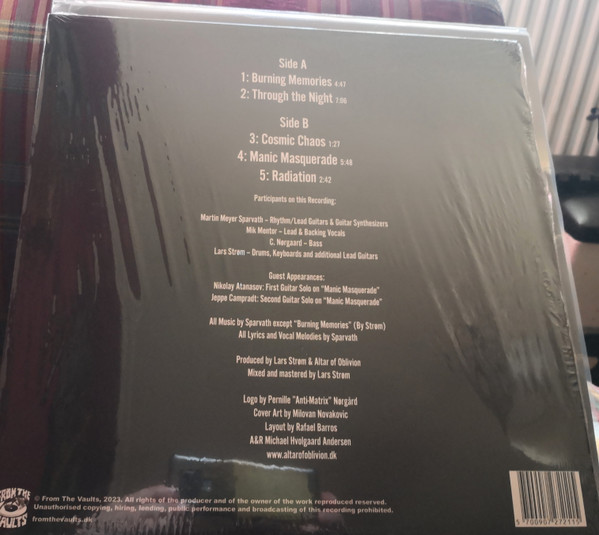 Side A
1: Burning Memories 4:47
2: Through the Night 7:06
Side B
3: Cosmic Chaos 1:27
4: Manic Masquerade 5:48
5: Radiation 2:42
Participants on this Recording:
Martin Meyer Sparvath – Rhythm/Lead Guitars & Guitar Synthesizers
Mik Mentor – Lead & Backing Vocals
C. Nørgaard – Bass
Lars Strøm – Drums, Keyboards and additional Lead Guitars
Guest Appearances:
Nikolay Atanasov: First Guitar Solo on "Manic Masquerade"
Jeppe Campradt: Second Guitar Solo on "Manic Masquerade"
All Music by Sparvath except "Burning Memories" (By Strøm)
All Lyrics and Vocal Melodies by Sparvath
Produced by Lars Strøm & Altar of Oblivion
Mixed and mastered by Lars Strøm
Logo by Pernille "Anti-Matrix" Nørgård
Cover Art by Milovan Novakovic
Layout by Rafael Barros
A&R Michael Hvolgaard Andersen
www.altarofoblivion.dk
FROM THE VAULTS
© From The Vaults, 2023. All rights of the producer and of the owner of the work reproduced reserved.
Unauthorised copying, hiring, lending, public performance and broadcasting of this recording prohibited.
fromthevaults.dk
5 700907 272115